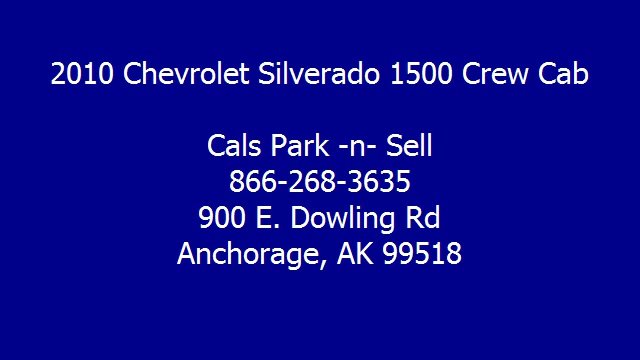 2010 Chevrolet Silverado 1500 Crew Cab
Cals Park -n- Sell
866-268-3635
900 E. Dowling Rd
Anchorage, AK 99518